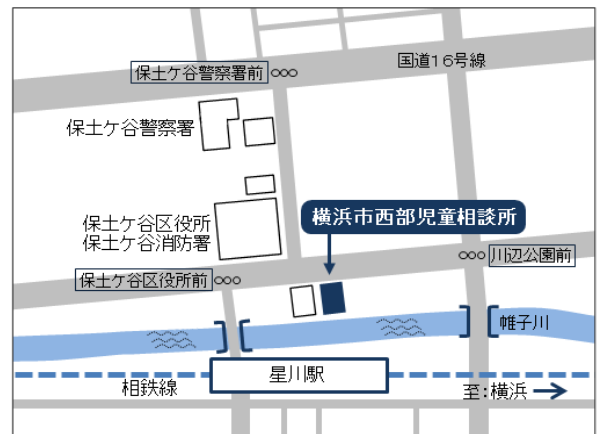 国道16号線
保土ケ谷警察署前
保土ケ谷警察署
横浜市西部児童相談所
保土ケ谷区役所
保土ケ谷消防署
川辺公園前
保土ケ谷区役所前
帷子川
星川駅
相鉄線
至:横浜